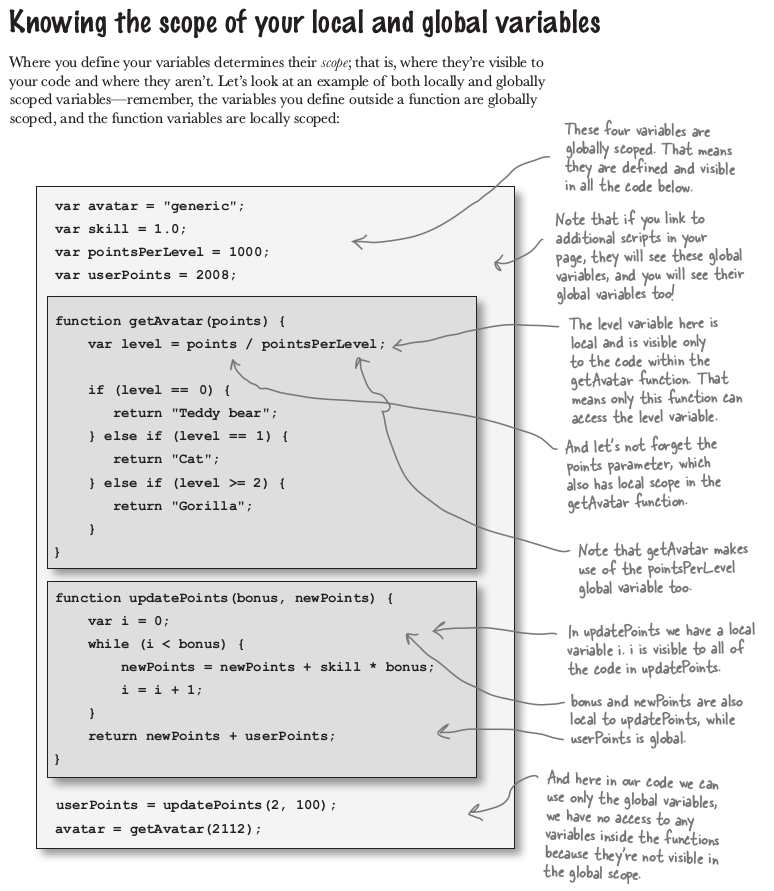 Knowing the scope of your local and global variables
Where you define your variables determines their scope; that is, where they're visible to
your code and where they aren't. Let's look at an example of both locally and globally
scoped variables—remember, the variables you define outside a function are globally
scoped, and the function variables are locally scoped:
These four variables are
globally scoped. That means
they are defined and visible
in all the code below.
var avatar = "generic";
var skill = 1.0;
var pointsPerLevel = 1000;
var userPoints = 2008;
Note that if you link to
additional scripts in your
page, they will see these global
variables, and you will see their
global variables too!
function getAvatar(points) {
    var level = points / pointsPerLevel;
    if (level == 0) {
       return "Teddy bear";
    } else if (level == 1) {
       return "Cat";
    } else if (level >= 2) {
       return "Gorilla";
    }
}
The level variable here is
local and is visible only
to the code within the
getAvatar function. That
means only this function can
access the level variable.
And let's not forget the
points parameter, which
also has local scope in the
getAvatar function.
Note that getAvatar makes
use of the pointsPerLevel
global variable too.
function updatePoints(bonus, newPoints) {
    var i = 0;
    while (i < bonus) {
        newPoints = newPoints + skill * bonus;
        i = i + 1;
    }
    return newPoints + userPoints;
}
In updatePoints we have a local
variable i. i is visible to all of
the code in updatePoints.
bonus and newPoints are also
local to updatePoints, while
userPoints is global.
userPoints = updatePoints(2, 100);
avatar = getAvatar(2112);
And here in our code we can
use only the global variables,
we have no access to any
variables inside the functions
because they're not visible in
the global scope.